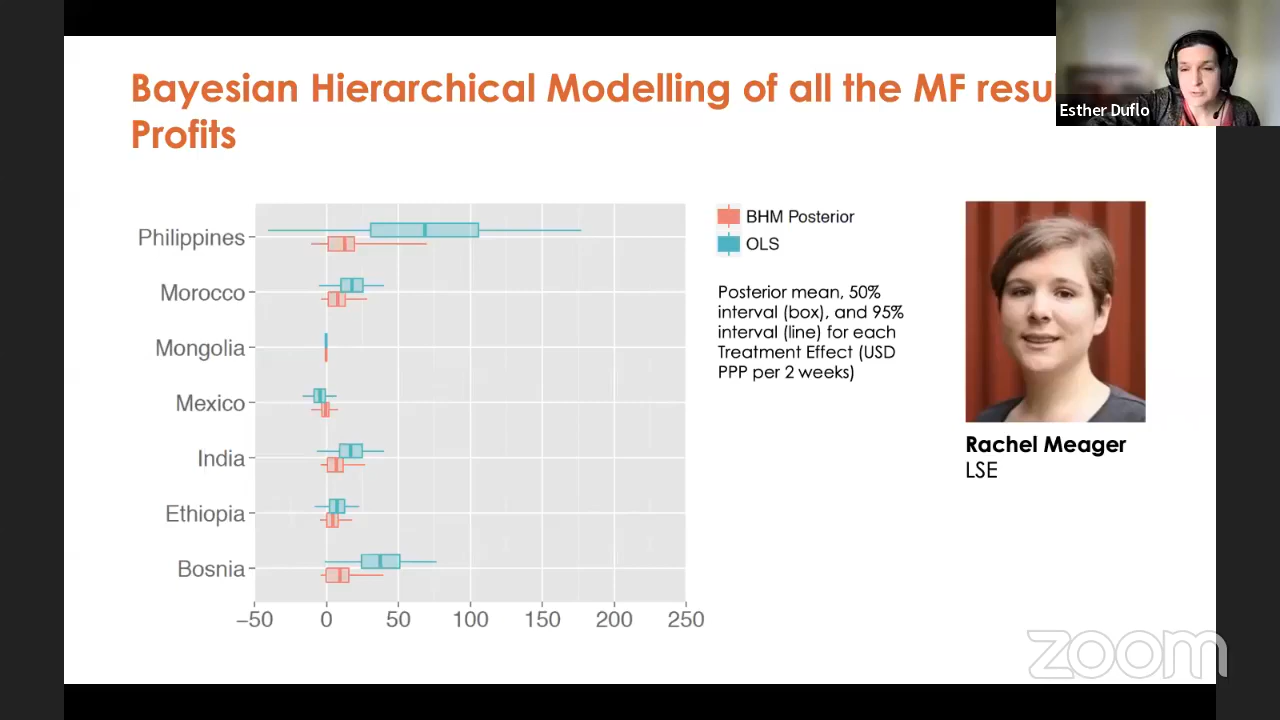 Bayesian Hierarchical Modelling of all the MF resu
Profits
Esther Duflo
Philippines
Morocco
Mongolia
Mexico
India
Ethiopia
Bosnia
−50 0 50 100 150 200 250
BHM Posterior
OLS
Posterior mean, 50%
interval (box), and 95%
interval (line) for each
Treatment Effect (USD
PPP per 2 weeks)
Rachel Meager
LSE
zoom